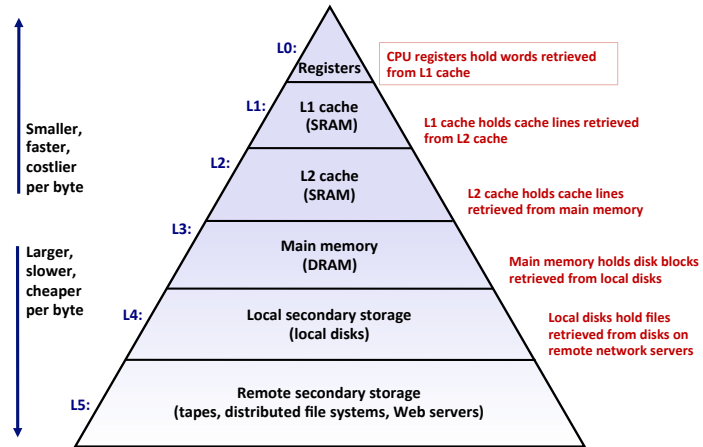 L0:
Registers
CPU registers hold words retrieved
from L1 cache
L1:
L1 cache
(SRAM)
L1 cache holds cache lines retrieved
from L2 cache
Smaller,
faster,
costlier
per byte
L2:
L2 cache
(SRAM)
L2 cache holds cache lines
retrieved from main memory
L3:
Main memory
(DRAM)
Main memory holds disk blocks
retrieved from local disks
Larger,
slower,
cheaper
per byte
L4:
Local secondary storage
(local disks)
Local disks hold files
retrieved from disks on
remote network servers
L5:
Remote secondary storage
(tapes, distributed file systems, Web servers)